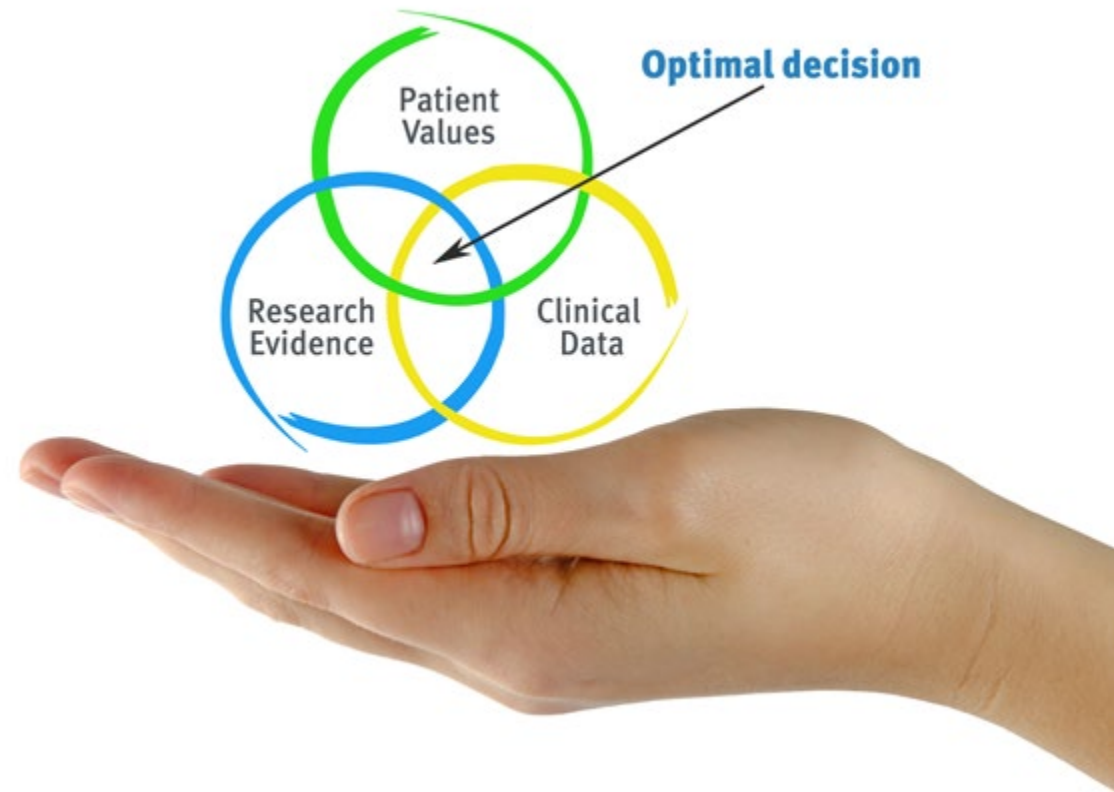 Optimal decision
Patient
Values
Research
Evidence
Clinical
Data